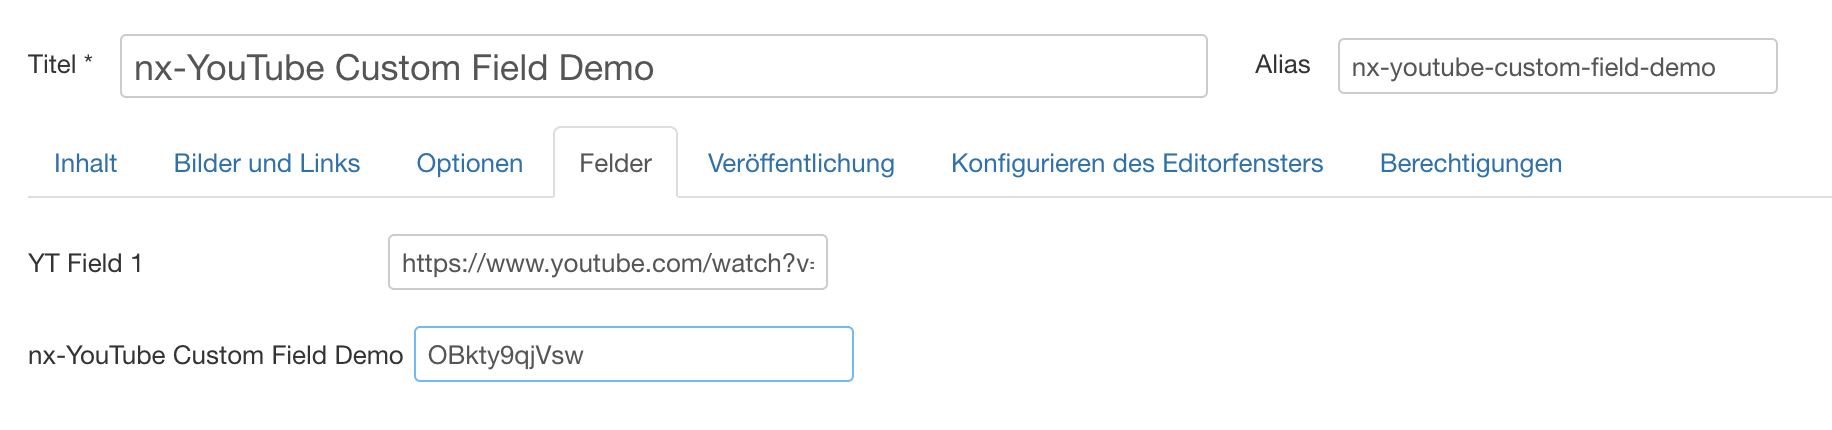 Titel * nx-YouTube Custom Field Demo Alias nx-youtube-custom-field-demo
Inhalt Bilder und Links Optionen Felder Veröffentlichung Konfigurieren des Editorfensters Berechtigungen
YT Field 1 https://www.youtube.com/watch?v=
nx-YouTube Custom Field Demo OBkty9qjVsw